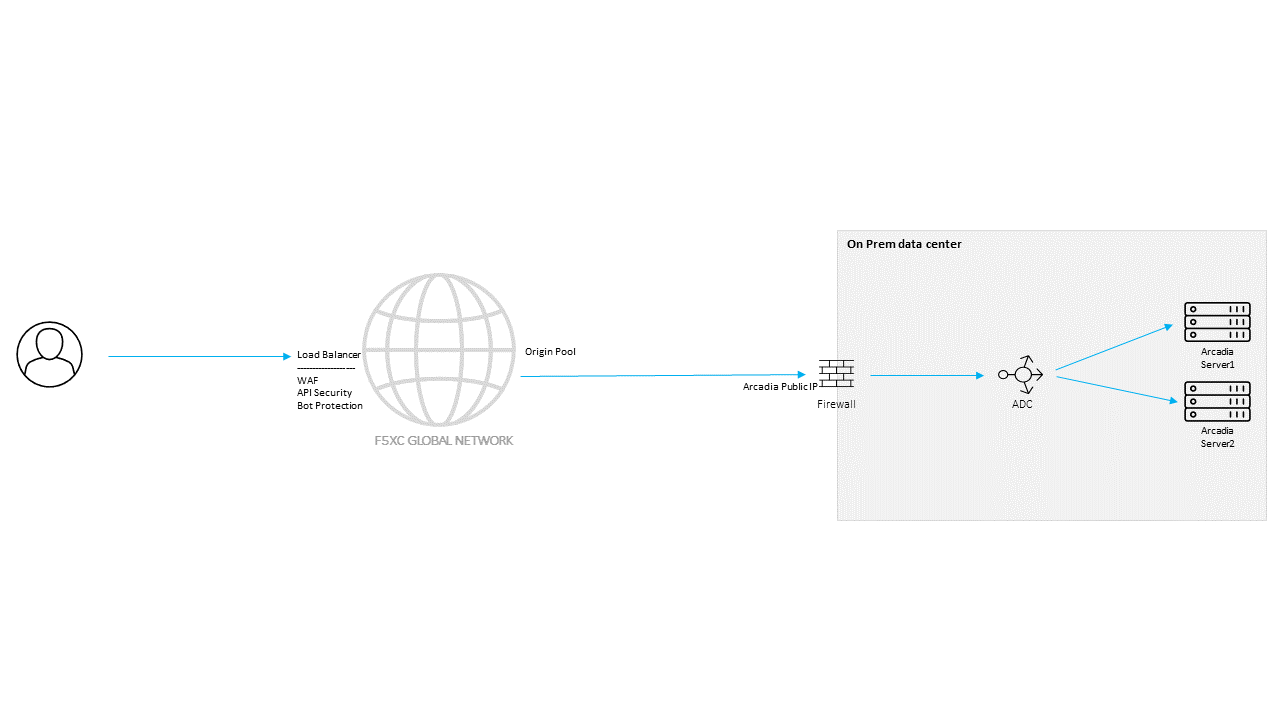 On Prem data center
Load Balancer
-------------------
WAF
API Security
Bot Protection
F5XC GLOBAL NETWORK
Origin Pool
Arcadia Public IP
Firewall
ADC
Arcadia
Server1
Arcadia
Server2